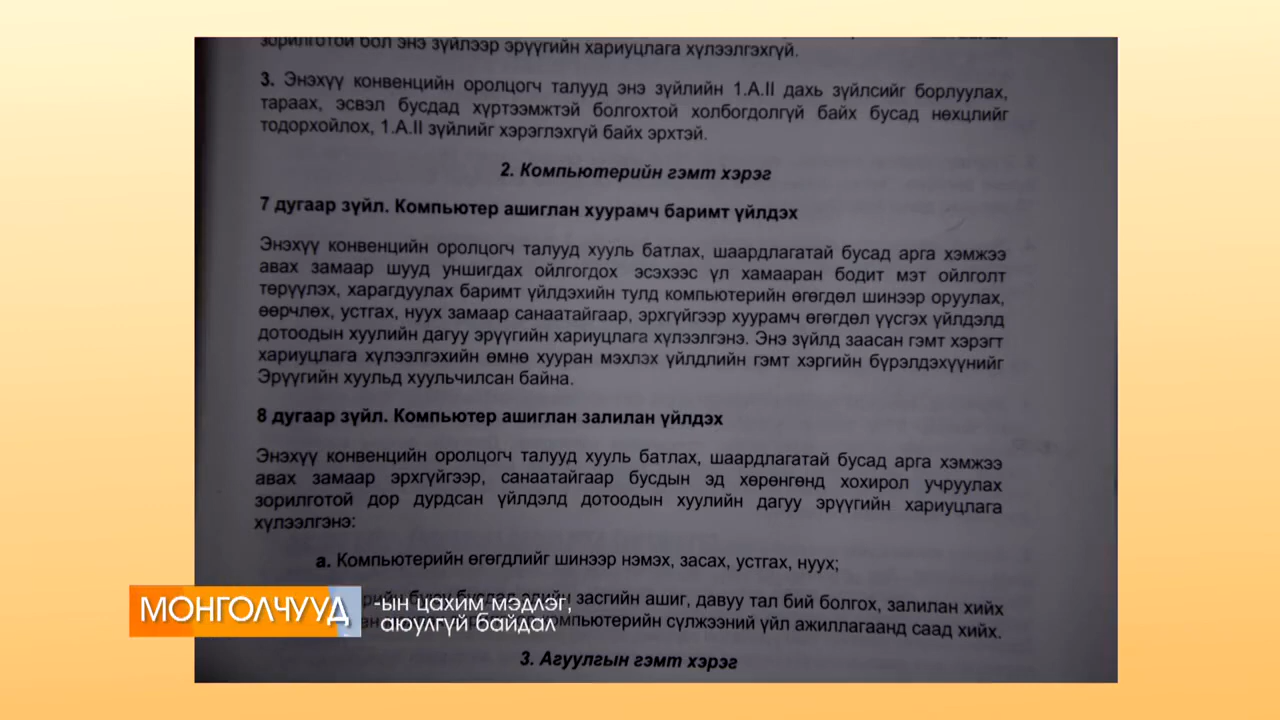 зорилготой бол энэ зүйлээр эрүүгийн хариуцлага хүлээлгэхгүй.
3. Энэхүү конвенцийн оролцогч талууд энэ зүйлийн 1.А.II дахь зүйлсийг борлуулах,
тараах, эсвэл бусдад хүртээмжтэй болгохтой холбогдолгүй байх бусад нөхцлийг
тодорхойлох, 1.А.II зүйлийг хэрэглэхгүй байх эрхтэй.
2. Компьютерийн гэмт хэрэг
7 дугаар зүйл. Компьютер ашиглан хуурамч баримт үйлдэх
Энэхүү конвенцийн оролцогч талууд хууль батлах, шаардлагатай бусад арга хэмжээ
авах замаар шууд уншигдах ойлгогдох эсэхээс үл хамааран бодит мэт ойлголт
төрүүлэх, харагдуулах баримт үйлдэхийн тулд компьютерийн өгөгдөл шинээр оруулах,
өөрчлөх, устгах, нуух замаар санаатайгаар, эрхгүйгээр хуурамч өгөгдөл үүсгэх үйлдэлд
дотоодын хуулийн дагуу эрүүгийн хариуцлага хүлээлгэнэ. Энэ зүйлд заасан гэмт хэрэгт
хариуцлага хүлээлгэхийн өмнө хууран мэхлэх үйлдлийн гэмт хэргийн бүрэлдэхүүнийг
Эрүүгийн хуульд хуульчилсан байна.
8 дугаар зүйл. Компьютер ашиглан залилан үйлдэх
Энэхүү конвенцийн оролцогч талууд хууль батлах, шаардлагатай бусад арга хэмжээ
авах замаар эрхгүйгээр, санаатайгаар бусдын эд хөрөнгөнд хохирол учруулах
зорилготой дор дурдсан үйлдэлд дотоодын хуулийн дагуу эрүүгийн хариуцлага
хүлээлгэнэ:
а. Компьютерийн өгөгдлийг шинээр нэмэх, засах, устгах, нуух;
засгийн ашиг, давуу тал бий болгох, залилан хийх
компьютерийн сүлжээний үйл ажиллагаанд саад хийх.
МОНГОЛЧУУД -ын цахим мэдлэг,
аюулгүй байдал
3. Агуулгын гэмт хэрэг